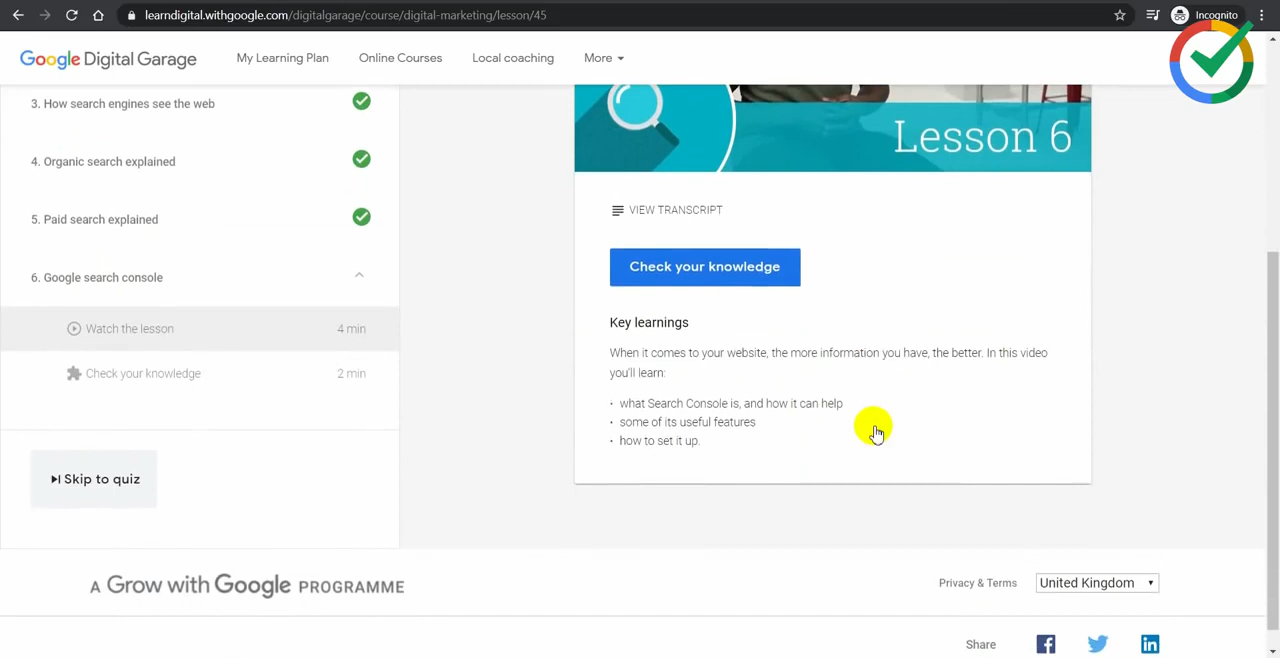 learndigital.withgoogle.com/digitalgarage/course/digital-marketing/lesson/45
Incognito
Google Digital Garage
My Learning Plan
Online Courses
Local coaching
More
3. How search engines see the web
4. Organic search explained
5. Paid search explained
6. Google search console
Watch the lesson
4 min
Check your knowledge
2 min
Skip to quiz
Lesson 6
VIEW TRANSCRIPT
Check your knowledge
Key learnings
When it comes to your website, the more information you have, the better. In this video
you'll learn:
• what Search Console is, and how it can help
• some of its useful features
• how to set it up.
A Grow with Google PROGRAMME
Privacy & Terms
United Kingdom
Share